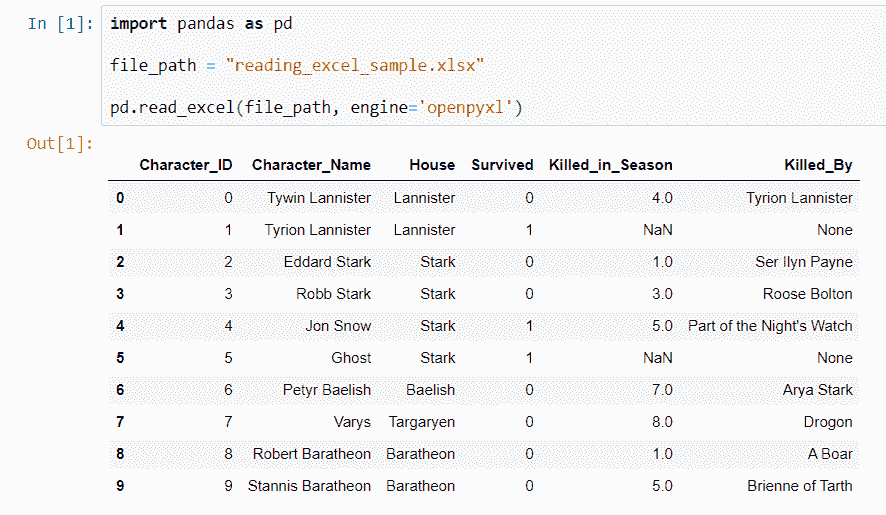 In [1]: import pandas as pd
file_path = "reading_excel_sample.xlsx"
pd.read_excel(file_path, engine='openpyxl')
Out[1]:
Character_ID Character_Name House Survived Killed_in_Season Killed_By
0 0 Tywin Lannister Lannister 0 4.0 Tyrion Lannister
1 1 Tyrion Lannister Lannister 1 NaN None
2 2 Eddard Stark Stark 0 1.0 Ser Ilyn Payne
3 3 Robb Stark Stark 0 3.0 Roose Bolton
4 4 Jon Snow Stark 1 5.0 Part of the Night's Watch
5 5 Ghost Stark 1 NaN None
6 6 Petyr Baelish Baelish 0 7.0 Arya Stark
7 7 Varys Targaryen 0 8.0 Drogon
8 8 Robert Baratheon Baratheon 0 1.0 A Boar
9 9 Stannis Baratheon Baratheon 0 5.0 Brienne of Tarth